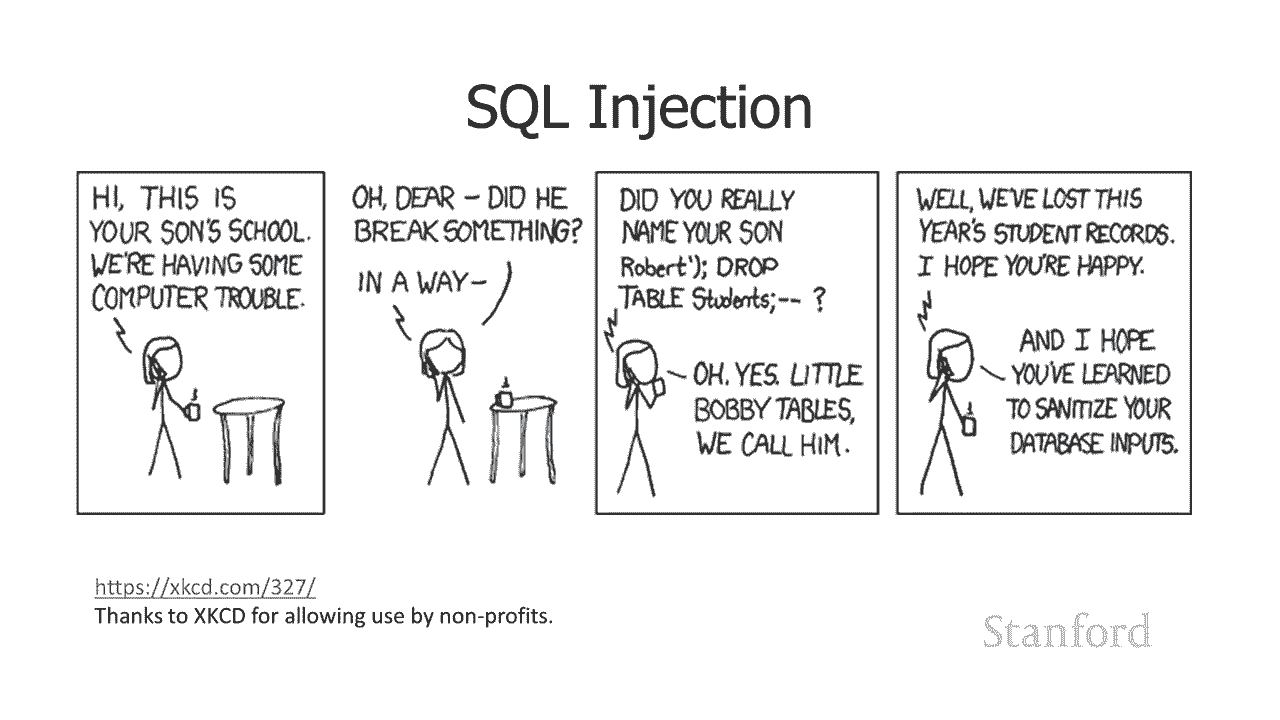 SQL Injection
HI, THIS IS
YOUR SON'S SCHOOL.
WE'RE HAVING SOME
COMPUTER TROUBLE.
OH, DEAR – DID HE
BREAK SOMETHING?
IN A WAY–
DID YOU REALLY
NAME YOUR SON
Robert'); DROP
TABLE Students;-- ?
OH. YES. LITTLE
BOBBY TABLES,
WE CALL HIM.
WELL, WE'VE LOST THIS
YEAR'S STUDENT RECORDS.
I HOPE YOU'RE HAPPY.
AND I HOPE
YOU'VE LEARNED
TO SANITIZE YOUR
DATABASE INPUTS.
https://xkcd.com/327/
Thanks to XKCD for allowing use by non-profits.
Stanford